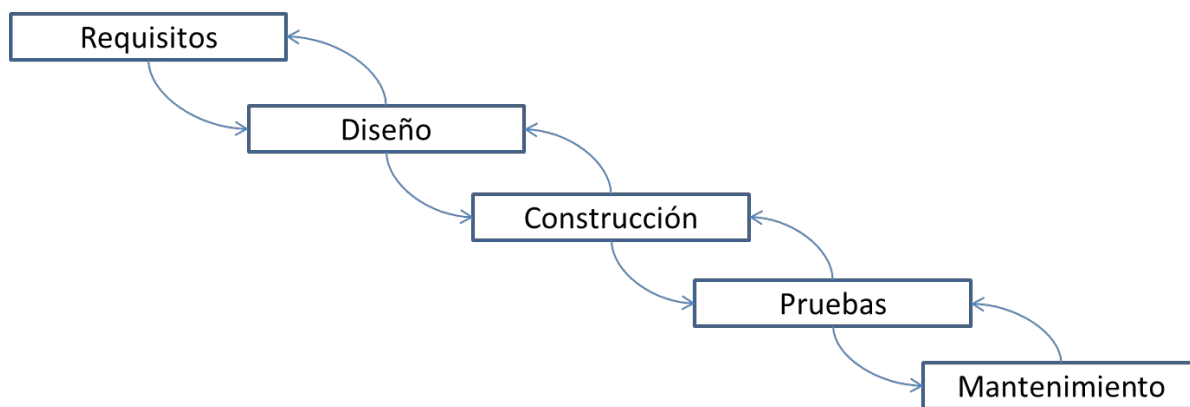 Requisitos
Diseño
Construcción
Pruebas
Mantenimiento